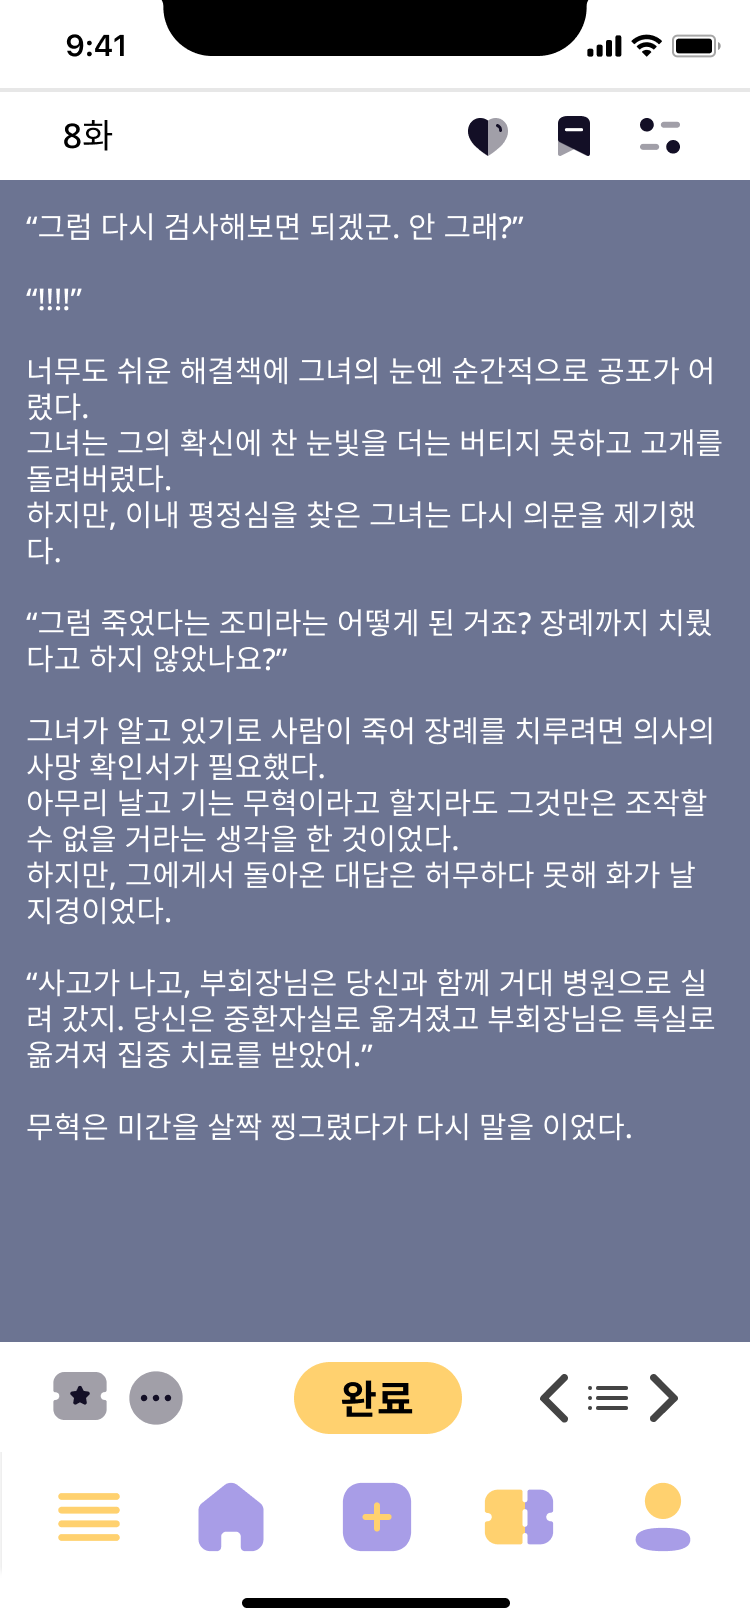 9:41
8화
“그럼 다시 검사해보면 되겠군. 안 그래?”
“!!!!”
너무도 쉬운 해결책에 그녀의 눈엔 순간적으로 공포가 어
렸다.
그녀는 그의 확신에 찬 눈빛을 더는 버티지 못하고 고개를
돌려버렸다.
하지만, 이내 평정심을 찾은 그녀는 다시 의문을 제기했
다.
“그럼 죽었다는 조미라는 어떻게 된 거죠? 장례까지 치뤘
다고 하지 않았나요?”
그녀가 알고 있기로 사람이 죽어 장례를 치루려면 의사의
사망 확인서가 필요했다.
아무리 날고 기는 무혁이라고 할지라도 그것만은 조작할
수 없을 거라는 생각을 한 것이었다.
하지만, 그에게서 돌아온 대답은 허무하다 못해 화가 날
지경이었다.
“사고가 나고, 부회장님은 당신과 함께 거대 병원으로 실
려 갔지. 당신은 중환자실로 옮겨졌고 부회장님은 특실로
옮겨져 집중 치료를 받았어.”
무혁은 미간을 살짝 찡그렸다가 다시 말을 이었다.
완료